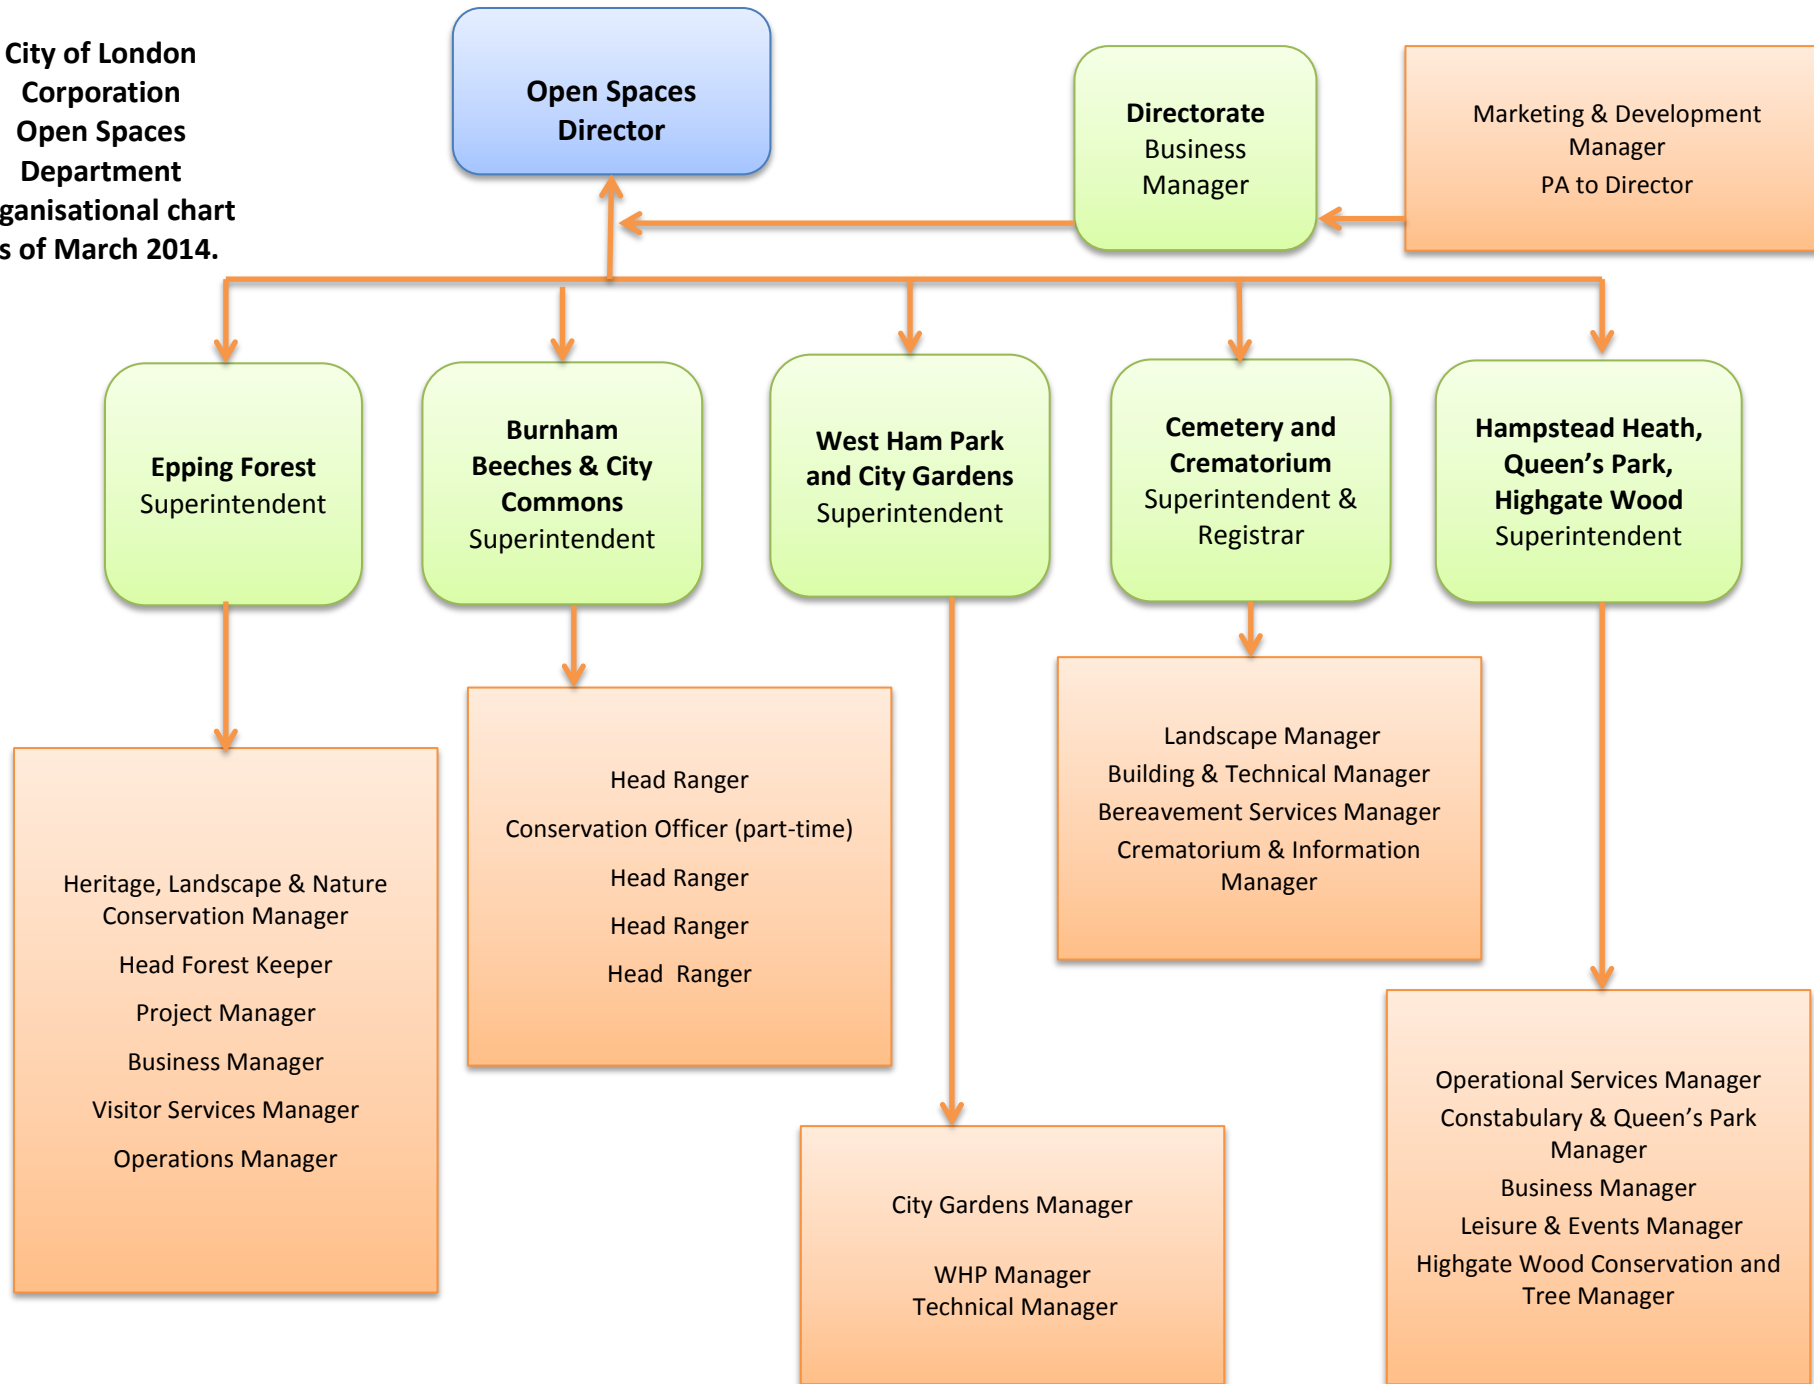 City of London
Corporation
Open Spaces
Department
ganisational chart
s of March 2014.
Open Spaces
Director
Directorate
Business
Manager
Marketing & Development
Manager
PA to Director
Epping Forest
Superintendent
Burnham
Beeches & City
Commons
Superintendent
West Ham Park
and City Gardens
Superintendent
Cemetery and
Crematorium
Superintendent &
Registrar
Hampstead Heath,
Queen’s Park,
Highgate Wood
Superintendent
Heritage, Landscape & Nature
Conservation Manager
Head Forest Keeper
Project Manager
Business Manager
Visitor Services Manager
Operations Manager
Head Ranger
Conservation Officer (part-time)
Head Ranger
Head Ranger
Head  Ranger
City Gardens Manager
WHP Manager
Technical Manager
Landscape Manager
Building & Technical Manager
Bereavement Services Manager
Crematorium & Information
Manager
Operational Services Manager
Constabulary & Queen’s Park
Manager
Business Manager
Leisure & Events Manager
Highgate Wood Conservation and
Tree Manager